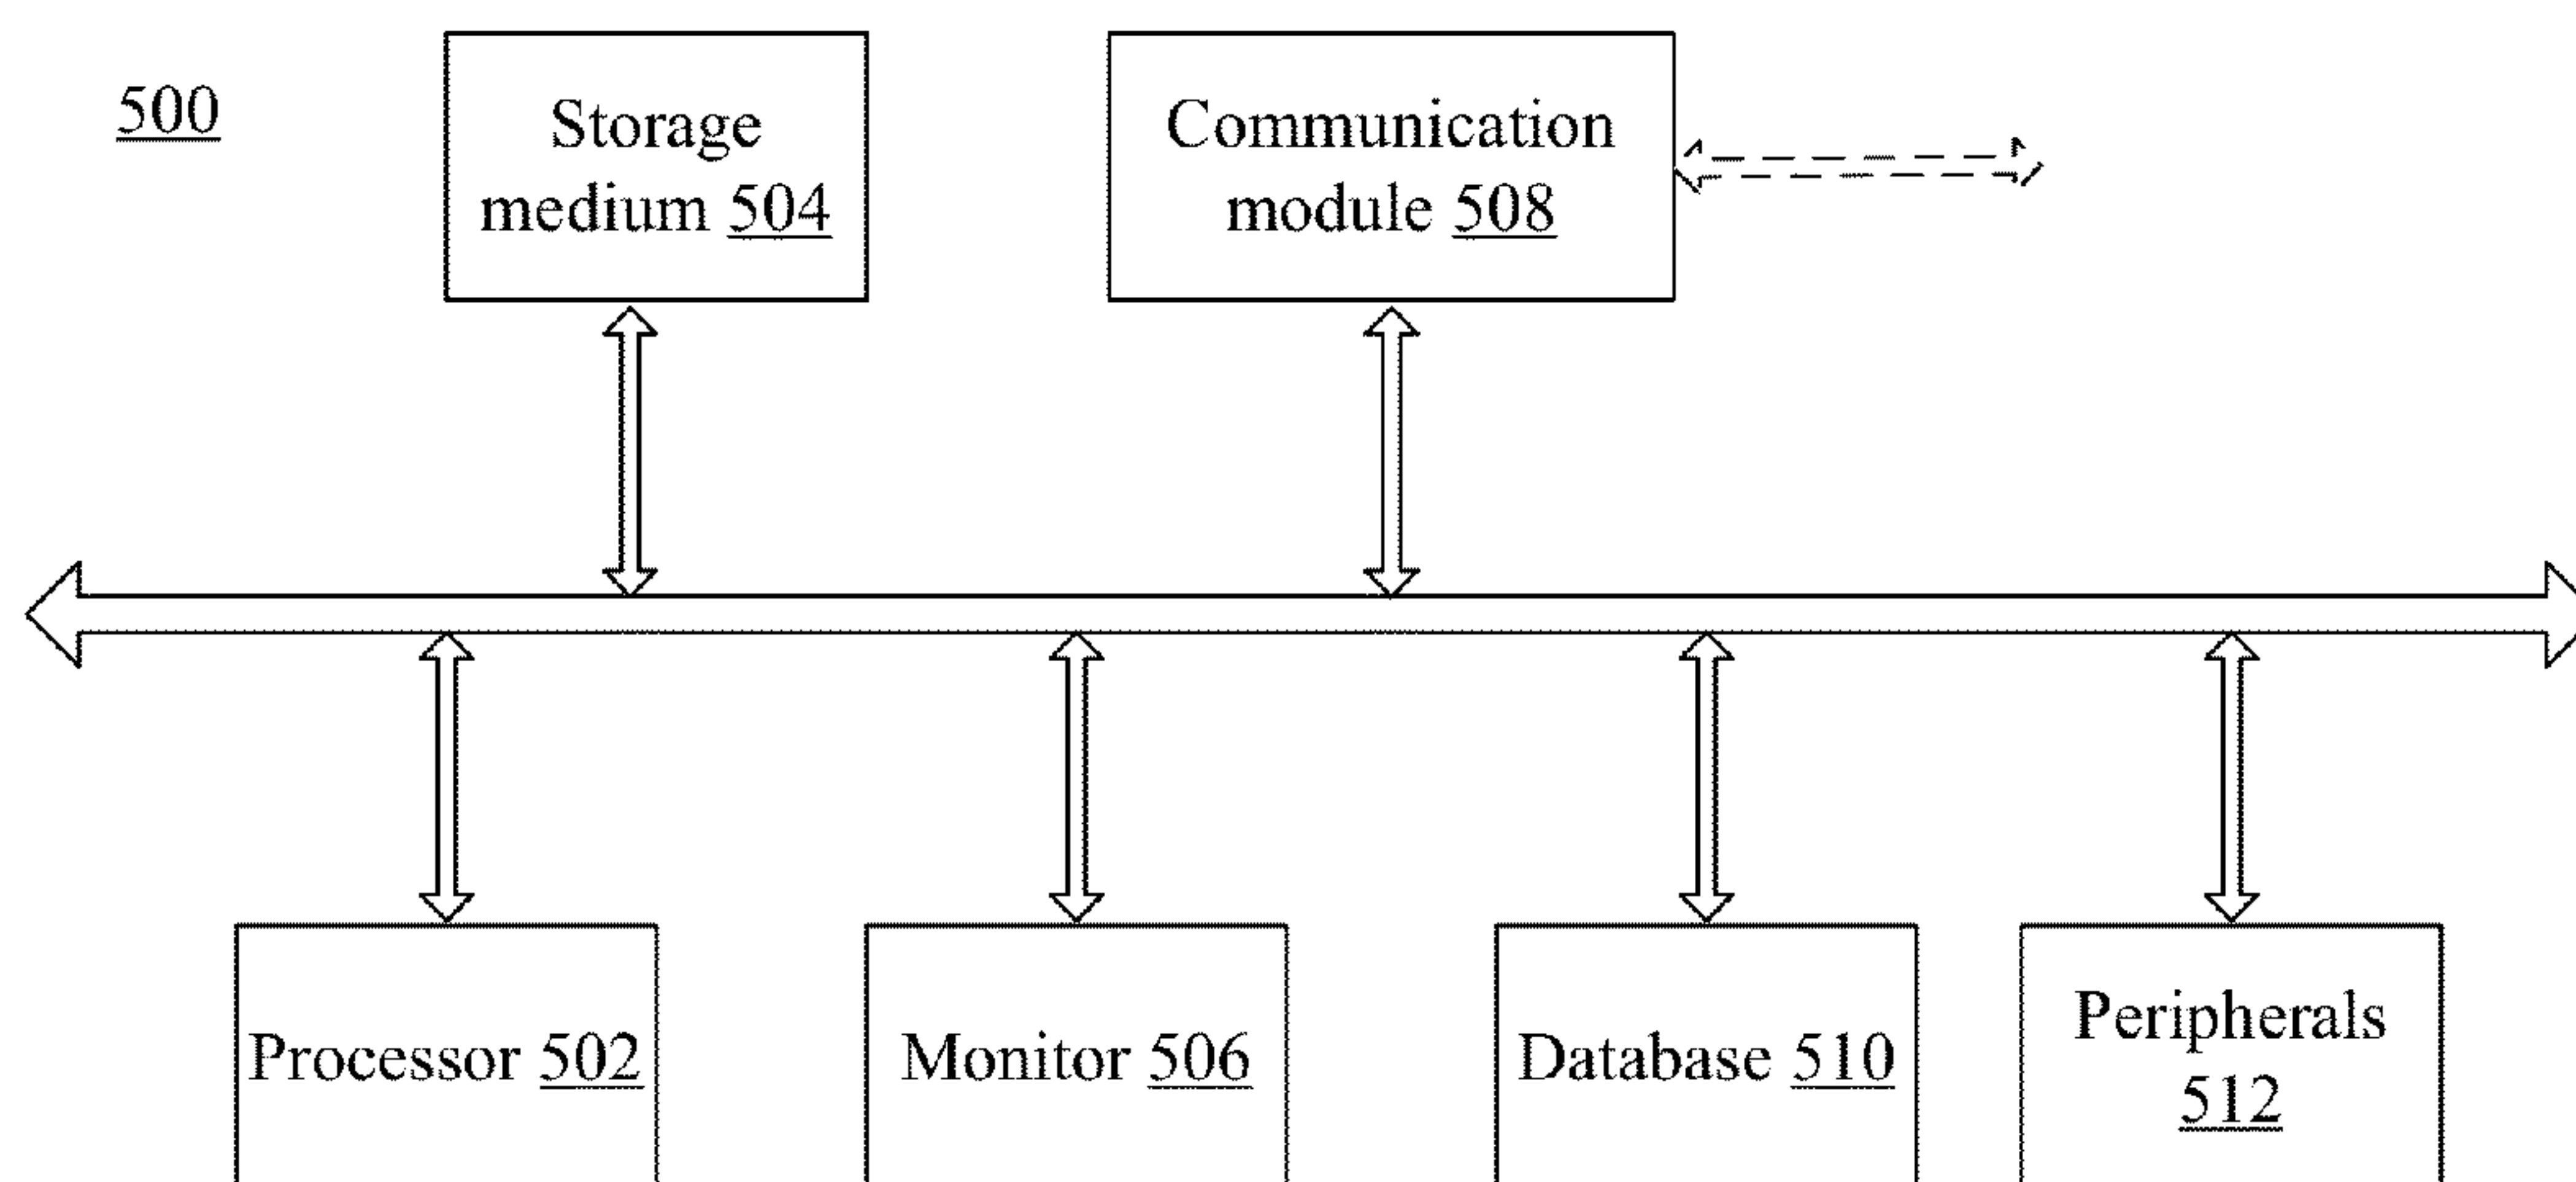 500
Storage
medium 504
Communication
module 508
Processor 502
Monitor 506
Database 510
Peripherals
512